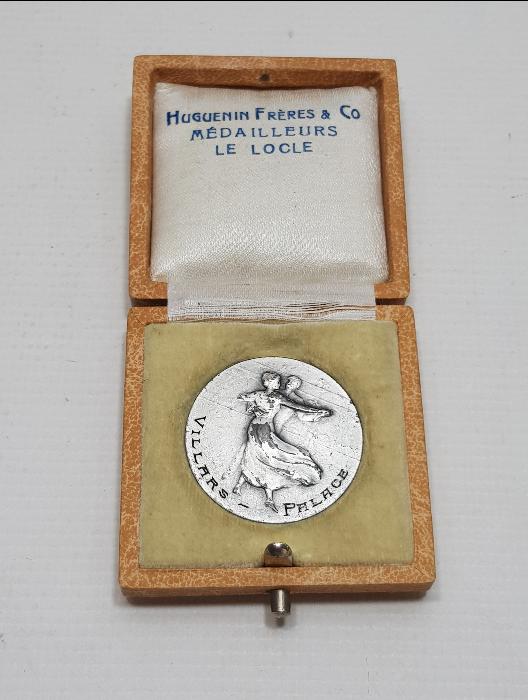 HUGUENIN FRÈRES & Co
MÉDAILLEURS
LE LOCLE
VILLARS - PALACE